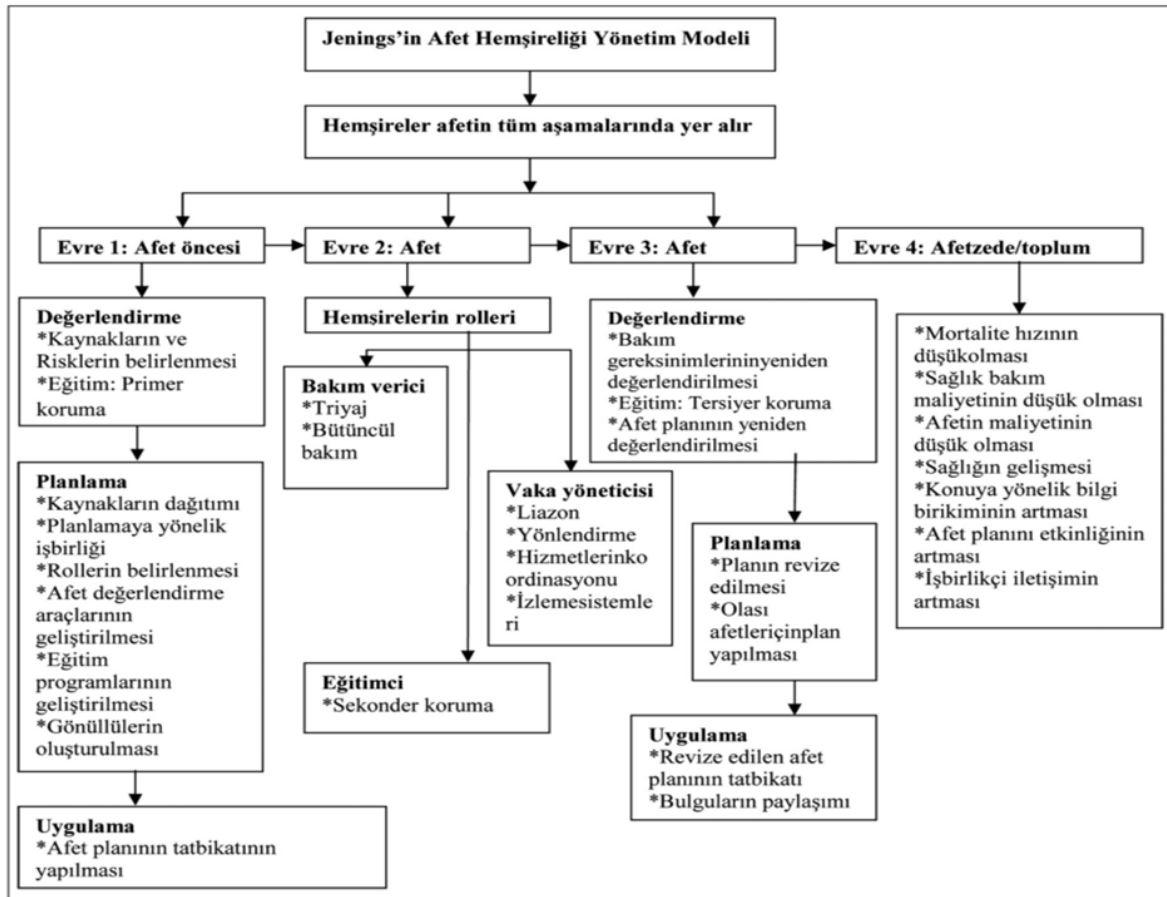 Jenings'in Afet Hemşireliği Yönetim Modeli
Hemşireler afetin tüm aşamalarında yer alır
Evre 1: Afet öncesi
Evre 2: Afet
Evre 3: Afet
Evre 4: Afetzede/toplum
Değerlendirme
*Kaynakların ve
Risklerin belirlenmesi
*Eğitim: Primer
koruma
Planlama
*Kaynakların dağıtımı
*Planlamaya yönelik
işbirliği
*Rollerin belirlenmesi
*Afet değerlendirme
araçlarının
geliştirilmesi
*Eğitim
programlarının
geliştirilmesi
*Gönüllülerin
oluşturulması
Uygulama
*Afet planının tatbikatının
yapılması
Hemşirelerin rolleri
Bakım verici
*Triyaj
*Bütüncül
bakım
Vaka yöneticisi
*Liazon
*Yönlendirme
*Hizmetlerinko
ordinasyonu
*İzlemesistemle
ri
Eğitimci
*Sekonder koruma
Değerlendirme
*Bakım
gereksinimlerininyeniden
değerlendirilmesi
*Eğitim: Tersiyer koruma
*Afet planının yeniden
değerlendirilmesi
Planlama
*Planın revize
edilmesi
*Olası
afetleriçinplan
yapılması
Uygulama
*Revize edilen afet
planının tatbikatı
*Bulguların paylaşımı
*Mortalite hızının
düşükolması
*Sağlık bakım
maliyetinin düşük olması
*Afetin maliyetinin
düşük olması
*Sağlığın gelişmesi
*Konuya yönelik bilgi
birikiminin artması
*Afet planını etkinliğinin
artması
*İşbirlikçi iletişimin
artması